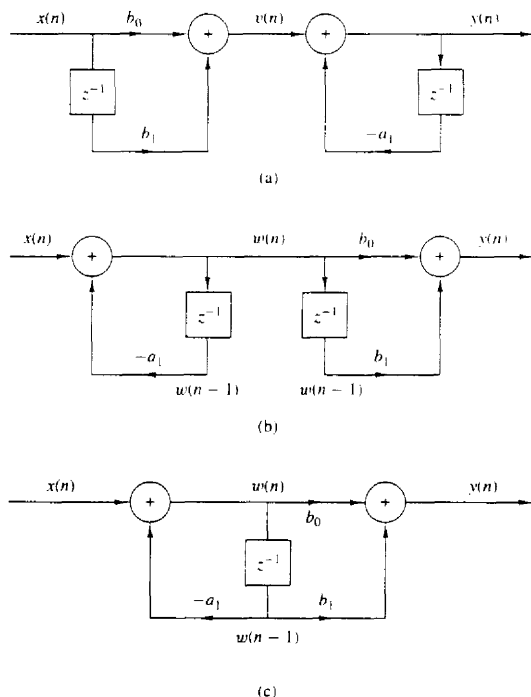 x(n) b₀ v(n) y(n)
+ +
z⁻¹ z⁻¹
b₁ −a₁
(a)
x(n) w(n) b₀ y(n)
+ +
z⁻¹ z⁻¹
−a₁ b₁
w(n − 1) w(n − 1)
(b)
x(n) w(n) y(n)
+ +
b₀
z⁻¹
−a₁ b₁
w(n − 1)
(c)